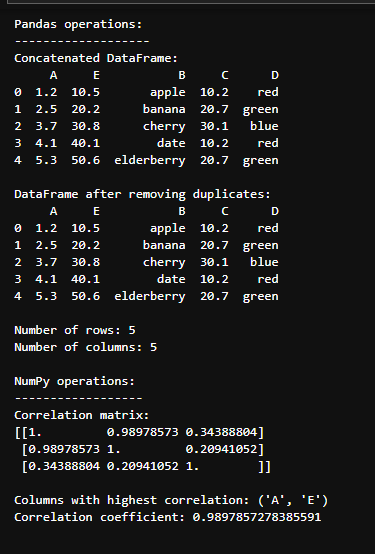 Pandas operations:
-------------------
Concatenated DataFrame:
     A     E           B     C      D
0  1.2  10.5       apple  10.2    red
1  2.5  20.2      banana  20.7  green
2  3.7  30.8      cherry  30.1   blue
3  4.1  40.1        date  10.2    red
4  5.3  50.6  elderberry  20.7  green
DataFrame after removing duplicates:
     A     E           B     C      D
0  1.2  10.5       apple  10.2    red
1  2.5  20.2      banana  20.7  green
2  3.7  30.8      cherry  30.1   blue
3  4.1  40.1        date  10.2    red
4  5.3  50.6  elderberry  20.7  green
Number of rows: 5
Number of columns: 5
NumPy operations:
------------------
Correlation matrix:
[[1.         0.98978573 0.34388804]
 [0.98978573 1.         0.20941052]
 [0.34388804 0.20941052 1.        ]]
Columns with highest correlation: ('A', 'E')
Correlation coefficient: 0.9897857278385591